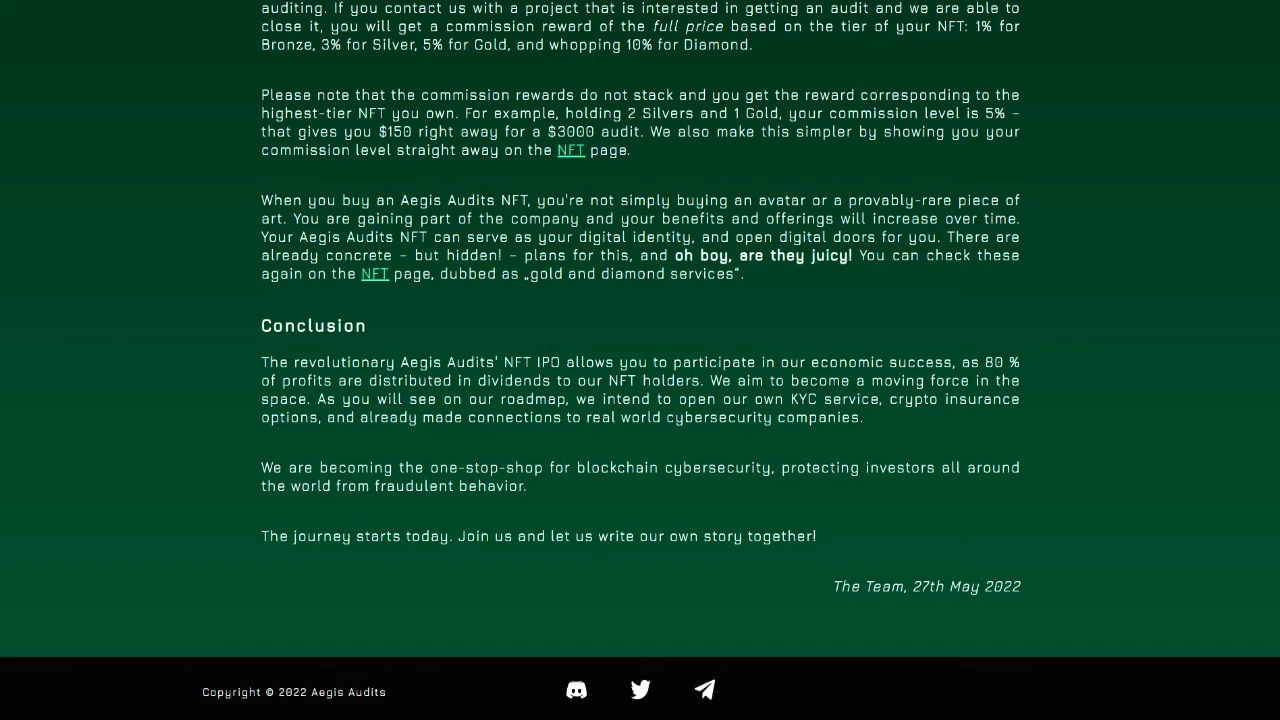 auditing. If you contact us with a project that is interested in getting an audit and we are able to
close it, you will get a commission reward of the full price based on the tier of your NFT: 1% for
Bronze, 3% for Silver, 5% for Gold, and whopping 10% for Diamond.
Please note that the commission rewards do not stack and you get the reward corresponding to the
highest-tier NFT you own. For example, holding 2 Silvers and 1 Gold, your commission level is 5% –
that gives you $150 right away for a $3000 audit. We also make this simpler by showing you your
commission level straight away on the NFT page.
When you buy an Aegis Audits NFT, you're not simply buying an avatar or a provably-rare piece of
art. You are gaining part of the company and your benefits and offerings will increase over time.
Your Aegis Audits NFT can serve as your digital identity, and open digital doors for you. There are
already concrete – but hidden! – plans for this, and oh boy, are they juicy! You can check these
again on the NFT page, dubbed as „gold and diamond services“.
Conclusion
The revolutionary Aegis Audits' NFT IPO allows you to participate in our economic success, as 80 %
of profits are distributed in dividends to our NFT holders. We aim to become a moving force in the
space. As you will see on our roadmap, we intend to open our own KYC service, crypto insurance
options, and already made connections to real world cybersecurity companies.
We are becoming the one-stop-shop for blockchain cybersecurity, protecting investors all around
the world from fraudulent behavior.
The journey starts today. Join us and let us write our own story together!
The Team, 27th May 2022
Copyright © 2022 Aegis Audits